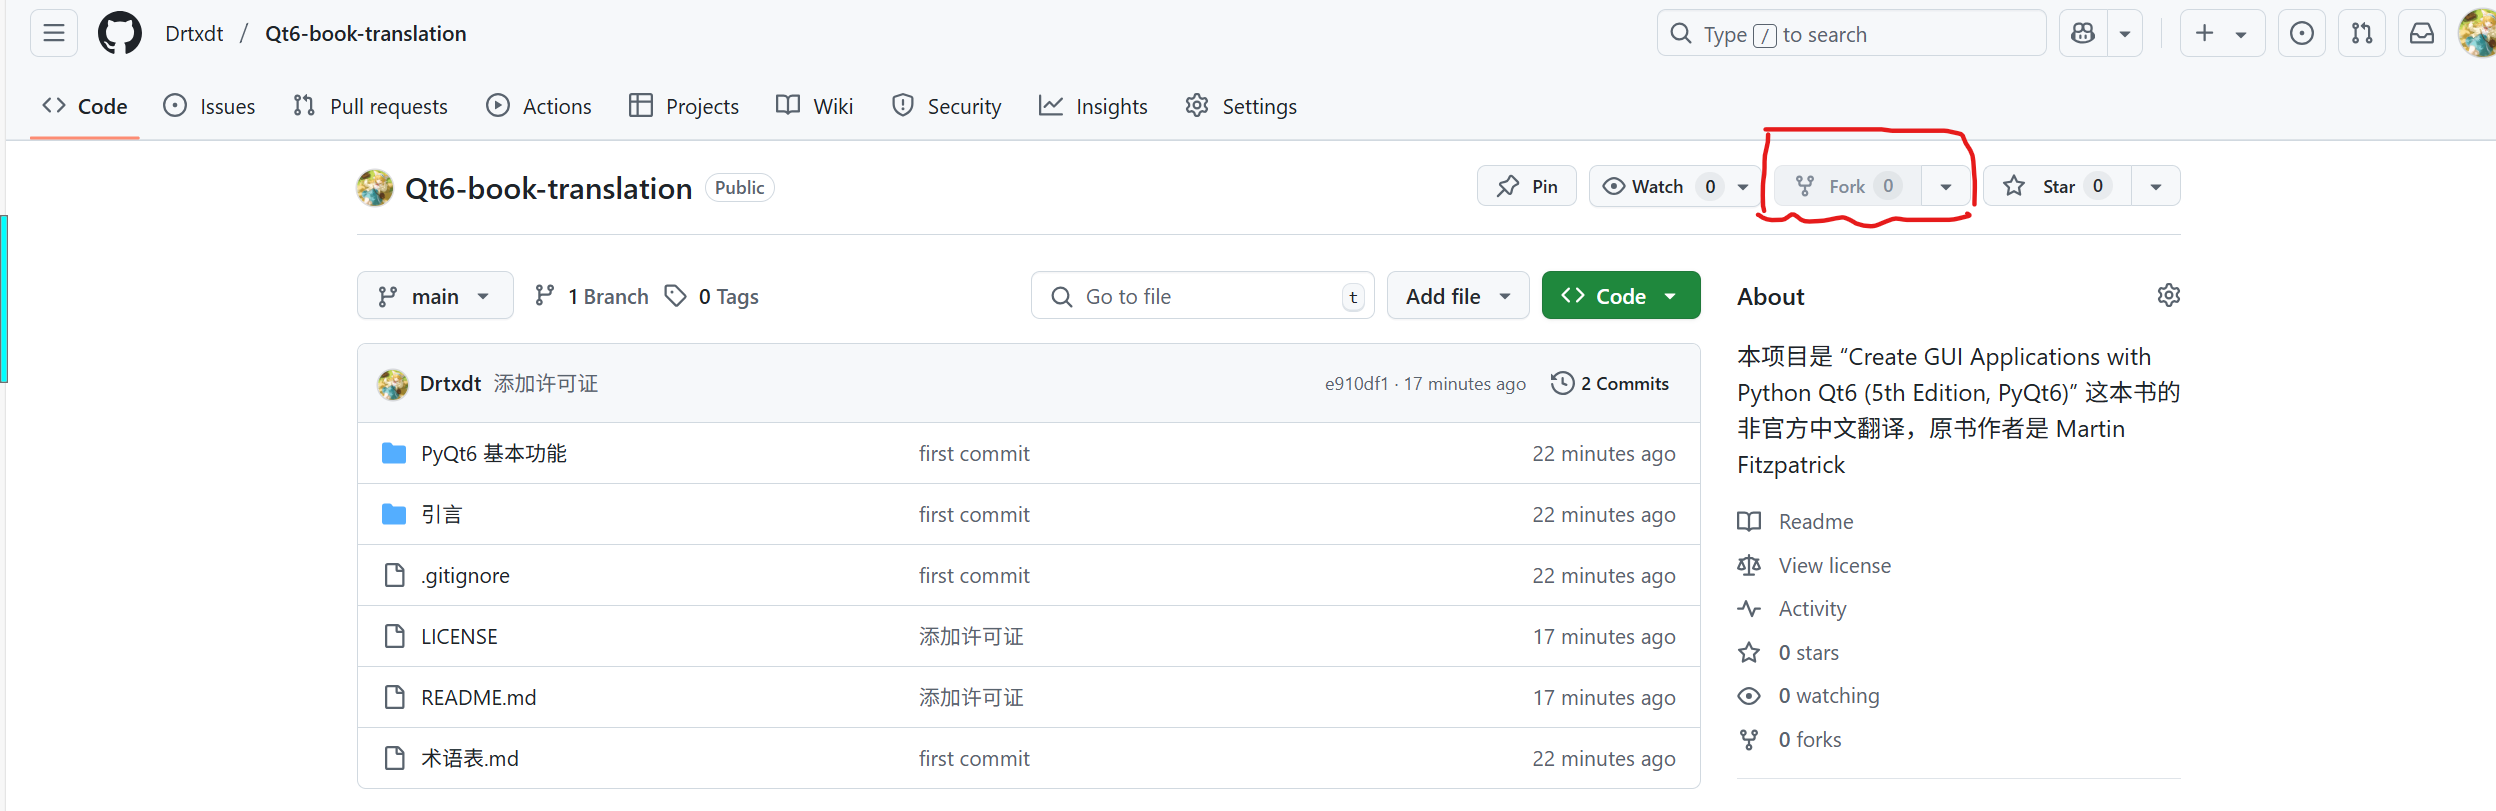 Drtxdt / Qt6-book-translation
Type / to search
Code Issues Pull requests Actions Projects Wiki Security Insights Settings
Qt6-book-translation Public
Pin Watch 0 Fork 0 Star 0
main 1 Branch 0 Tags
Go to file t Add file Code
About
本项目是 “Create GUI Applications with
Python Qt6 (5th Edition, PyQt6)” 这本书的
非官方中文翻译，原书作者是 Martin
Fitzpatrick
Readme
View license
Activity
0 stars
0 watching
0 forks
Drtxdt 添加许可证 e910df1 · 17 minutes ago 2 Commits
PyQt6 基本功能 first commit 22 minutes ago
引言 first commit 22 minutes ago
.gitignore first commit 22 minutes ago
LICENSE 添加许可证 17 minutes ago
README.md 添加许可证 17 minutes ago
术语表.md first commit 22 minutes ago